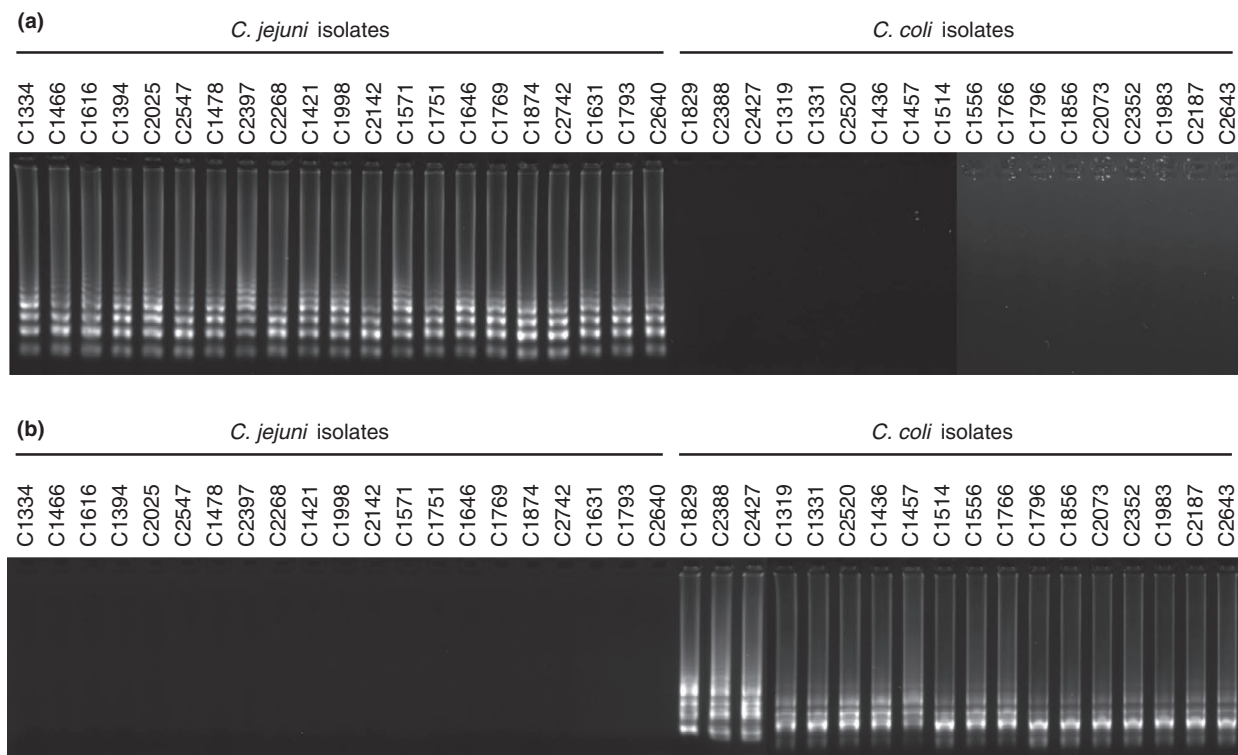 (a)
C. jejuni isolates C. coli isolates
C1334 C1466 C1616 C1394 C2025 C2547 C1478 C2397 C2268 C1421 C1998 C2142 C1571 C1751 C1646 C1769 C1874 C2742 C1631 C1793 C2640 C1829 C2388 C2427 C1319 C1331 C2520 C1436 C1457 C1514 C1556 C1766 C1796 C1856 C2073 C2352 C1983 C2187 C2643
(b)
C. jejuni isolates C. coli isolates
C1334 C1466 C1616 C1394 C2025 C2547 C1478 C2397 C2268 C1421 C1998 C2142 C1571 C1751 C1646 C1769 C1874 C2742 C1631 C1793 C2640 C1829 C2388 C2427 C1319 C1331 C2520 C1436 C1457 C1514 C1556 C1766 C1796 C1856 C2073 C2352 C1983 C2187 C2643